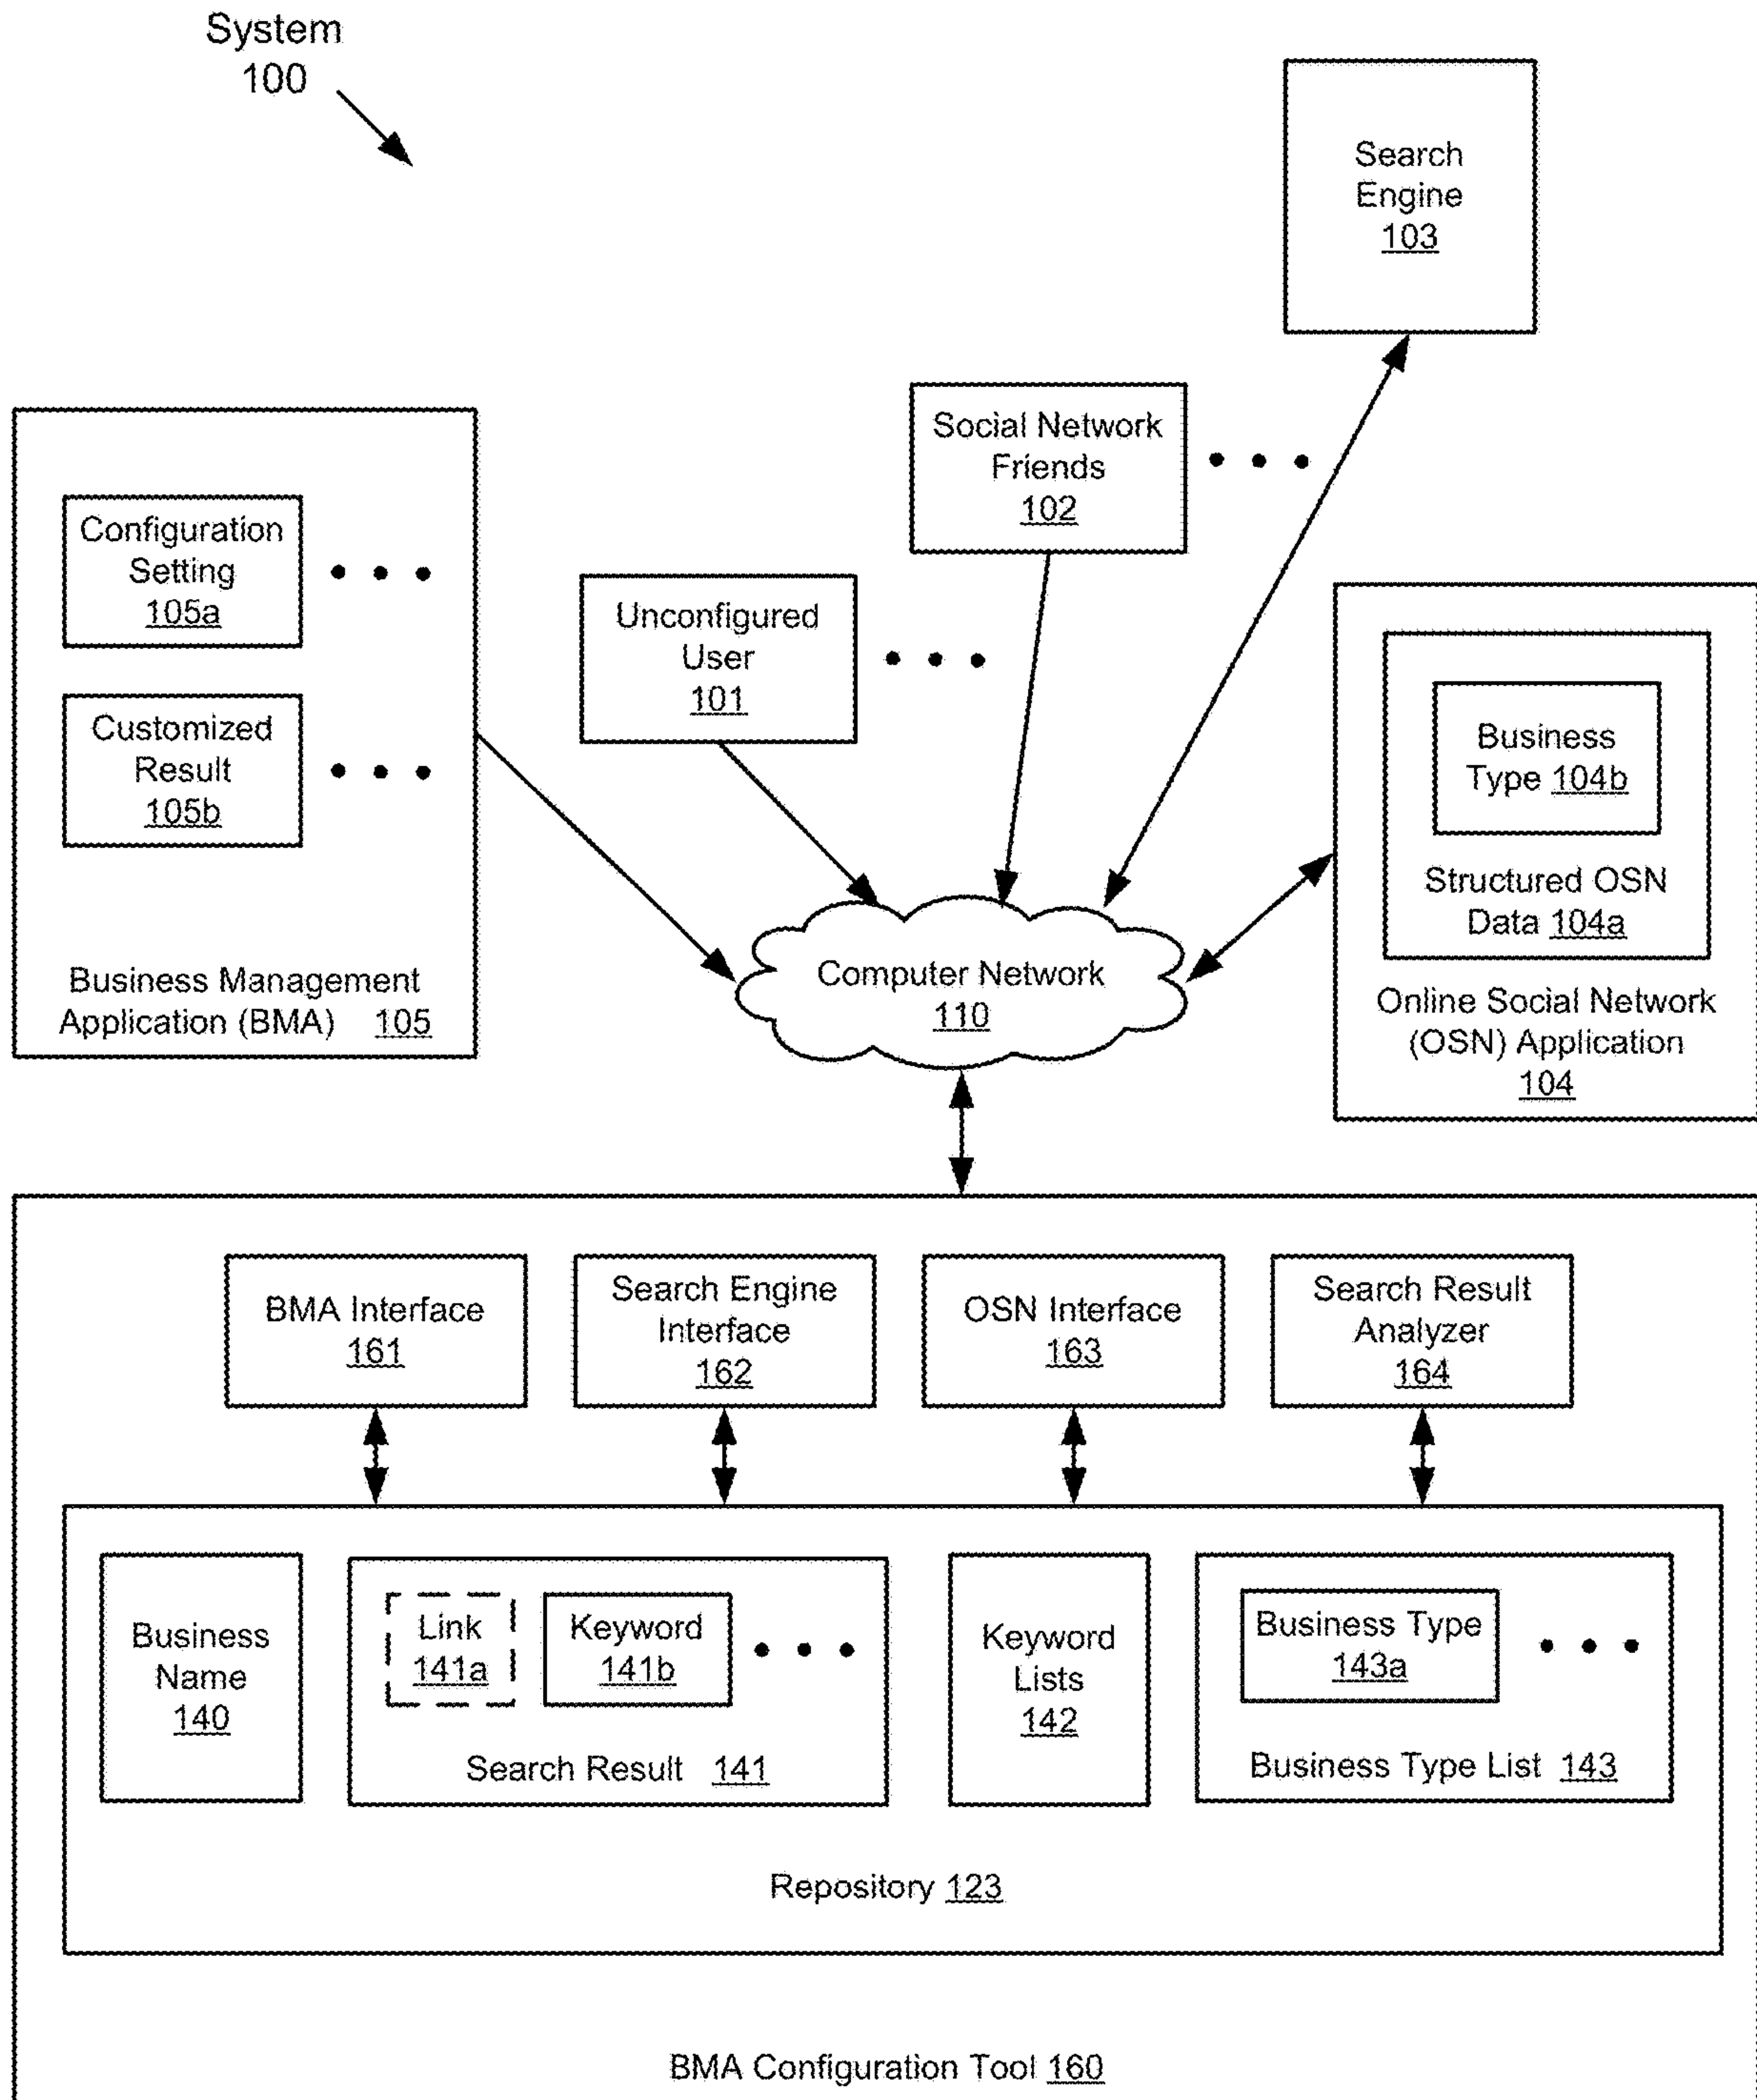 System
100
Search
Engine
103
Social Network
Friends
102
Configuration
Setting
105a
Unconfigured
User
101
Customized
Result
105b
Business
Type 104b
Structured OSN
Data 104a
Business Management
Application (BMA) 105
Computer Network
110
Online Social Network
(OSN) Application
104
BMA Interface
161
Search Engine
Interface
162
OSN Interface
163
Search Result
Analyzer
164
Business
Name
140
Link
141a
Keyword
141b
Search Result 141
Keyword
Lists
142
Business Type
143a
Business Type List 143
Repository 123
BMA Configuration Tool 160